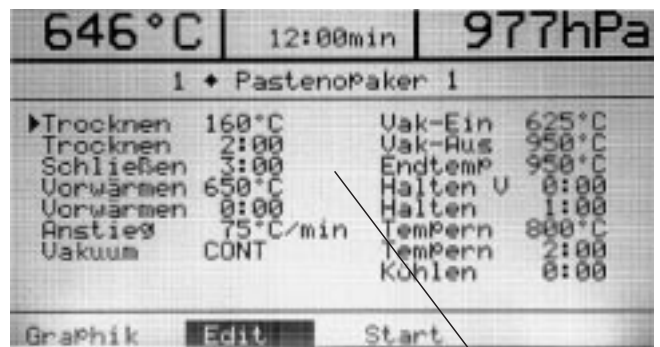 646°C 12:00min 977hPa
1 ♦ Pastenopaker 1
▶Trocknen 160°C
Trocknen 2:00
Schließen 3:00
Vorwärmen 650°C
Vorwärmen 0:00
Anstieg 75°C/min
Vakuum CONT
Vak-Ein 625°C
Vak-Aus 950°C
Endtemp 950°C
Halten V 0:00
Halten 1:00
Tempern 800°C
Tempern 2:00
Kühlen 0:00
Graphik Edit Start